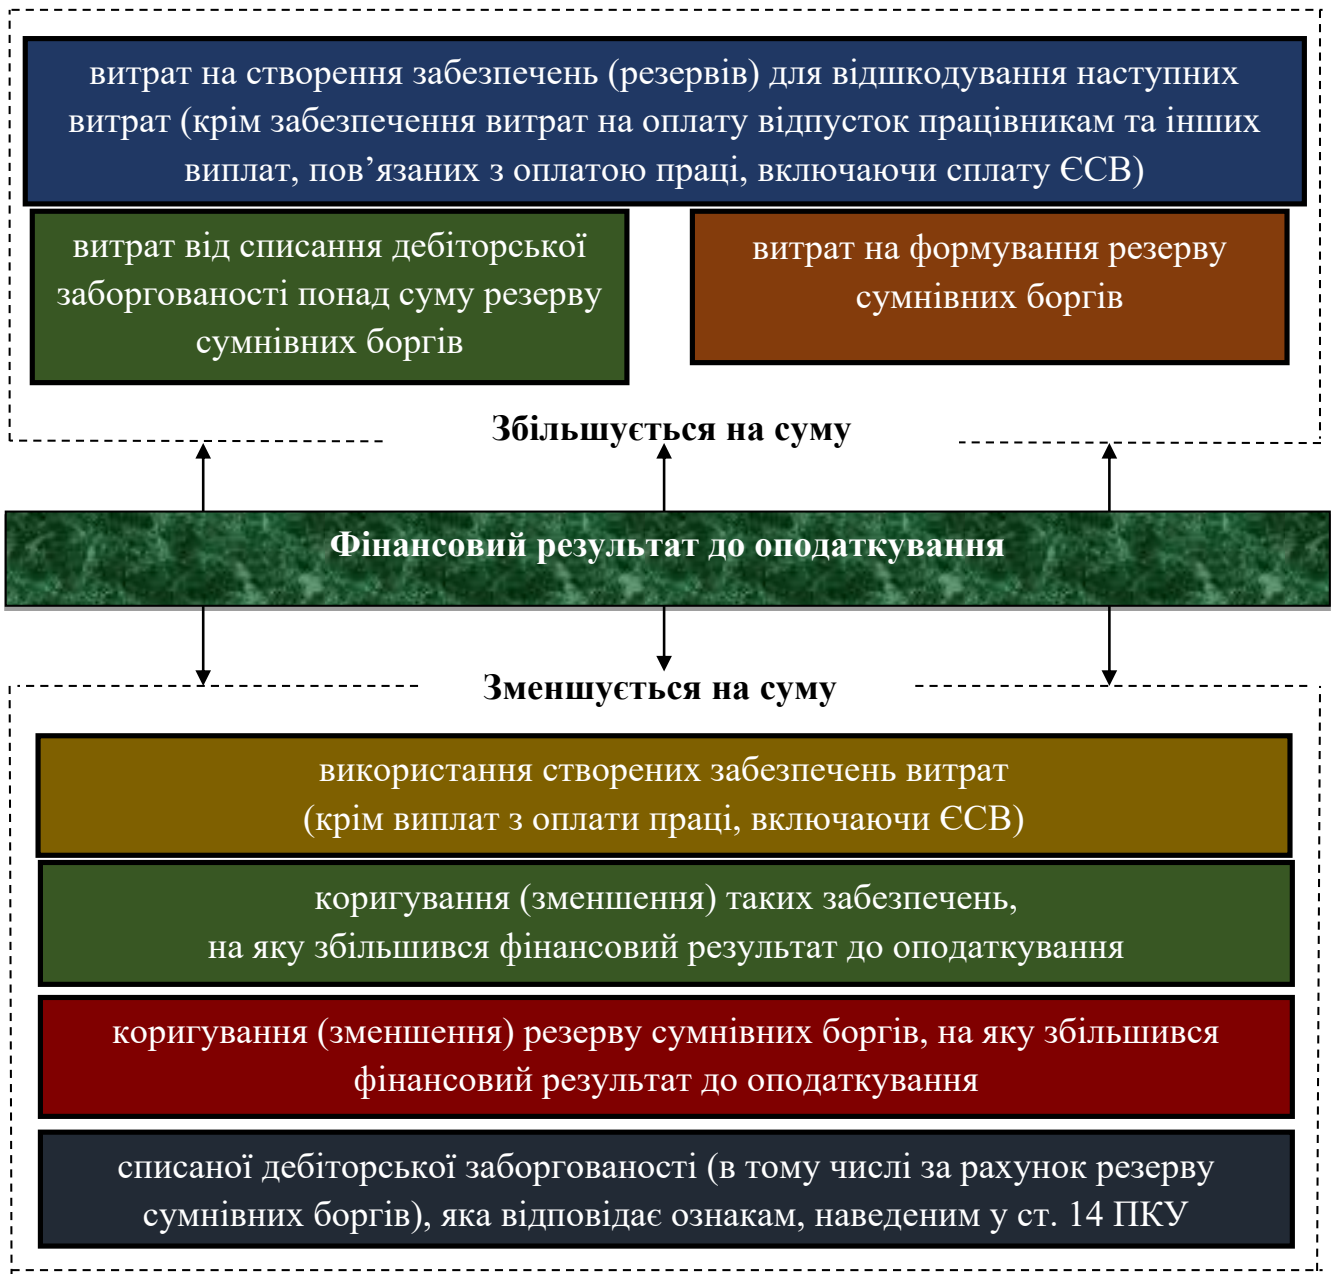 витрат на створення забезпечень (резервів) для відшкодування наступних
витрат (крім забезпечення витрат на оплату відпусток працівникам та інших
виплат, пов’язаних з оплатою праці, включаючи сплату ЄСВ)
витрат від списання дебіторської
заборгованості понад суму резерву
сумнівних боргів
витрат на формування резерву
сумнівних боргів
Збільшується на суму
Фінансовий результат до оподаткування
Зменшується на суму
використання створених забезпечень витрат
(крім виплат з оплати праці, включаючи ЄСВ)
коригування (зменшення) таких забезпечень,
на яку збільшився фінансовий результат до оподаткування
коригування (зменшення) резерву сумнівних боргів, на яку збільшився
фінансовий результат до оподаткування
списаної дебіторської заборгованості (в тому числі за рахунок резерву
сумнівних боргів), яка відповідає ознакам, наведеним у ст. 14 ПКУ